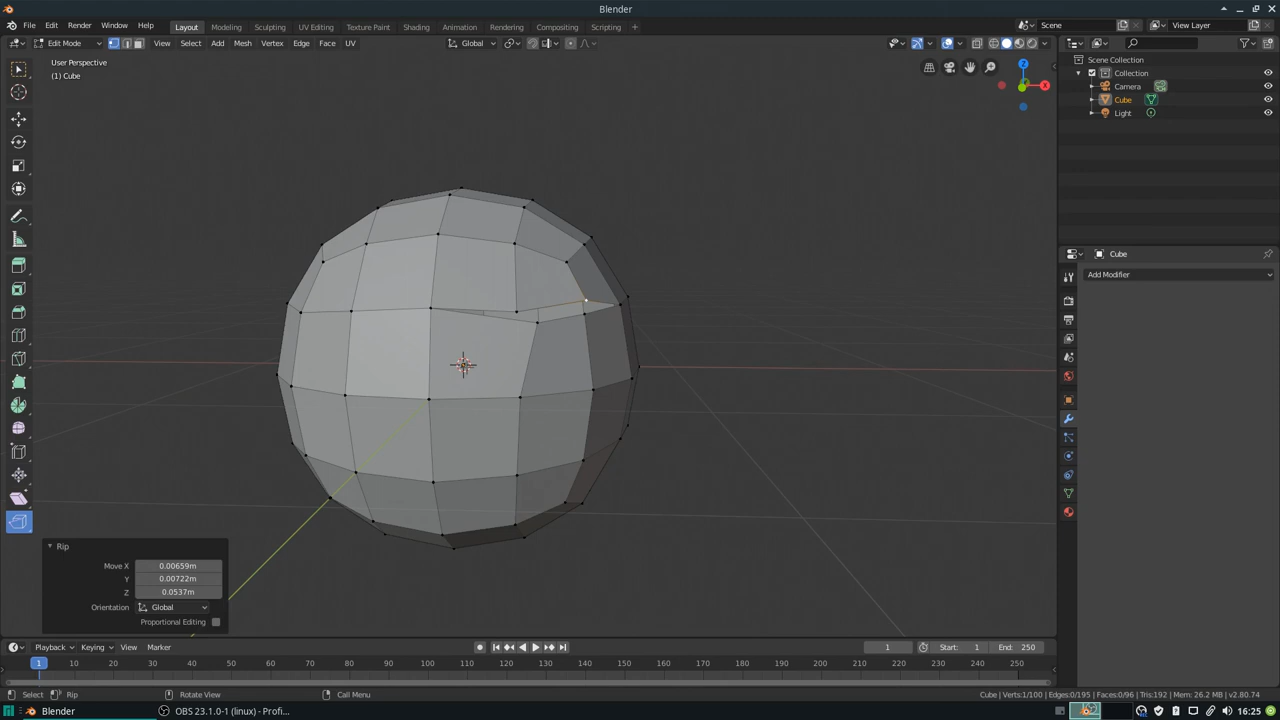 Blender
File Edit Render Window Help
Layout Modeling Sculpting UV Editing Texture Paint Shading Animation Rendering Compositing Scripting +
Scene
View Layer
Edit Mode
View Select Add Mesh Vertex Edge Face UV
Global
User Perspective
(1) Cube
Z
X
Scene Collection
Collection
Camera
Cube
Light
Cube
Add Modifier
Rip
Move X 0.00659m
Y 0.00722m
Z 0.0537m
Orientation Global
Proportional Editing
Playback Keying View Marker
1 Start: 1 End: 250
1 10 20 30 40 50 60 70 80 90 100 110 120 130 140 150 160 170 180 190 200 210 220 230 240 250
Select Rip Rotate View Call Menu
Cube | Verts:1/100 | Edges:0/195 | Faces:0/96 | Tris:192 | Mem: 26.2 MB | v2.80.74
Blender OBS 23.1.0-1 (linux) - Profi...
16:25